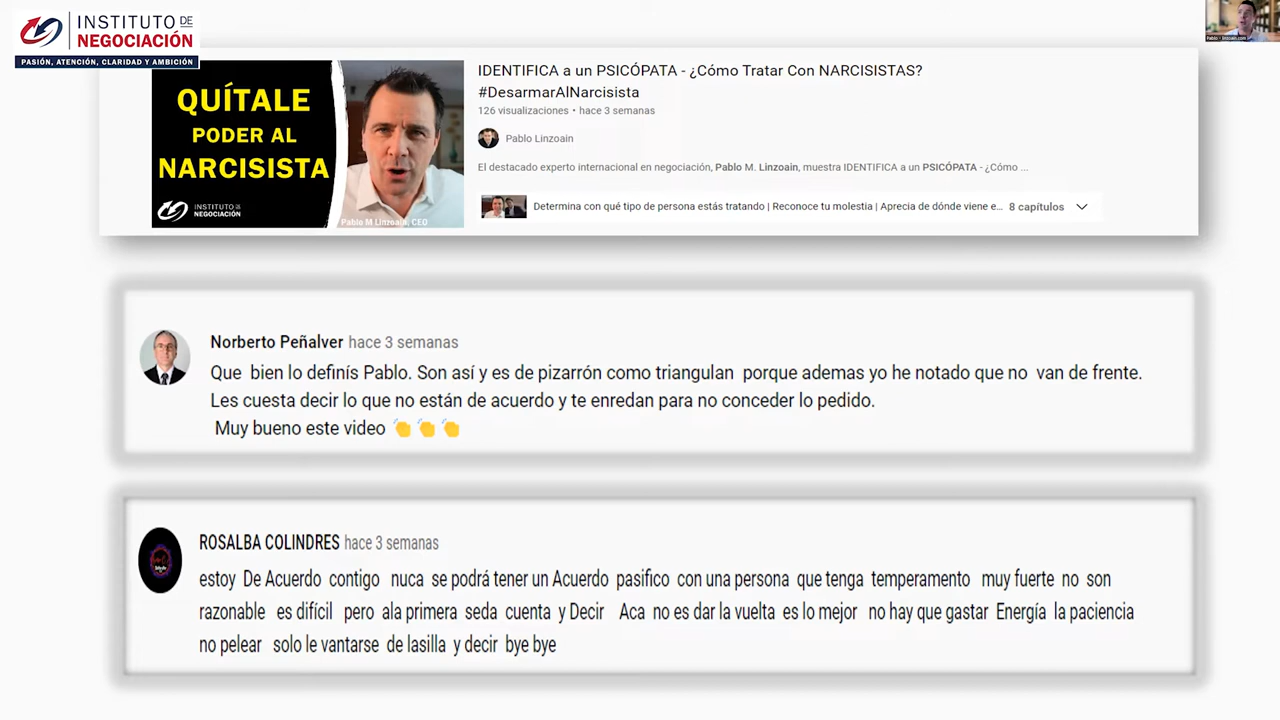 INSTITUTO DE
NEGOCIACIÓN
PASIÓN, ATENCIÓN, CLARIDAD Y AMBICIÓN
Pablo - linzoain.com
QUÍTALE
PODER AL
NARCISISTA
INSTITUTO DE
NEGOCIACIÓN
Pablo M Linzoain, CEO
IDENTIFICA a un PSICÓPATA - ¿Cómo Tratar Con NARCISISTAS?
#DesarmarAlNarcisista
126 visualizaciones • hace 3 semanas
Pablo Linzoain
El destacado experto internacional en negociación, Pablo M. Linzoain, muestra IDENTIFICA a un PSICÓPATA - ¿Cómo ...
Determina con qué tipo de persona estás tratando | Reconoce tu molestia | Aprecia de dónde viene e... 8 capítulos
Norberto Peñalver hace 3 semanas
Que bien lo definís Pablo. Son así y es de pizarrón como triangulan porque ademas yo he notado que no van de frente.
Les cuesta decir lo que no están de acuerdo y te enredan para no conceder lo pedido.
Muy bueno este video 👏 👏 👏
ROSALBA COLINDRES hace 3 semanas
estoy De Acuerdo contigo nuca se podrá tener un Acuerdo pasifico con una persona que tenga temperamento muy fuerte no son
razonable es difícil pero ala primera seda cuenta y Decir Aca no es dar la vuelta es lo mejor no hay que gastar Energía la paciencia
no pelear solo le vantarse de lasilla y decir bye bye